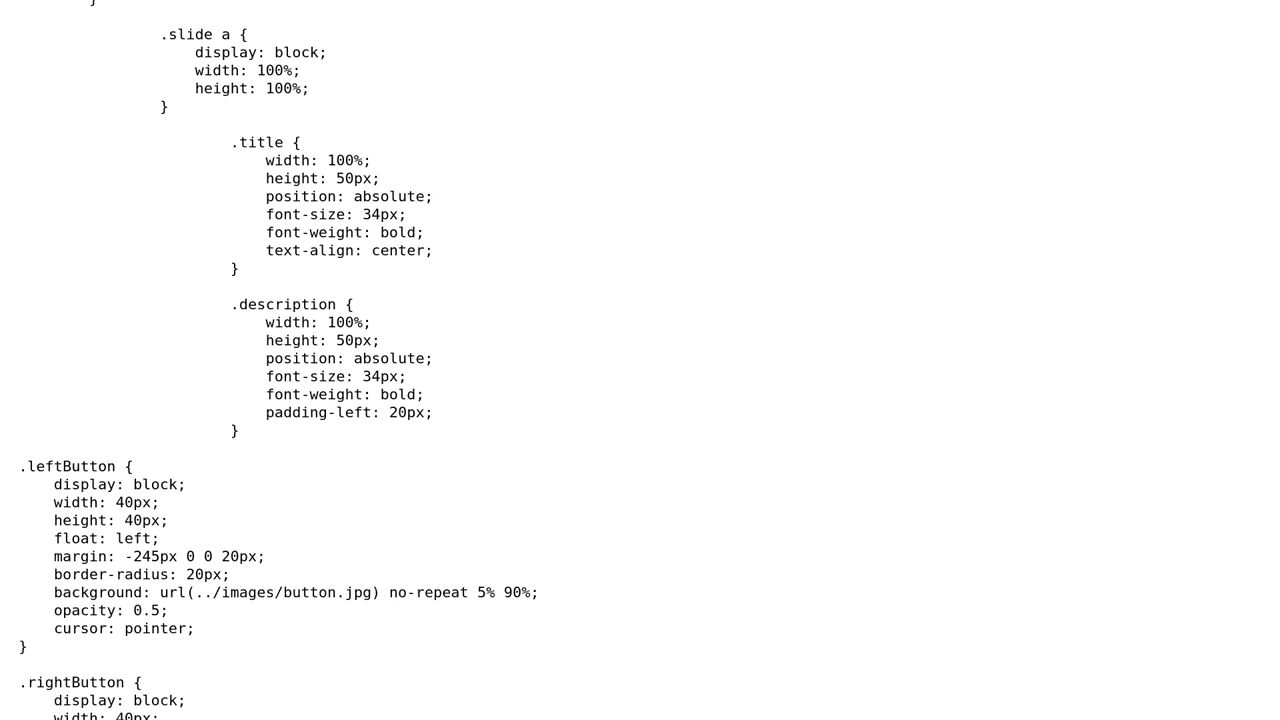 }
.slide a {
display: block;
width: 100%;
height: 100%;
}
.title {
width: 100%;
height: 50px;
position: absolute;
font-size: 34px;
font-weight: bold;
text-align: center;
}
.description {
width: 100%;
height: 50px;
position: absolute;
font-size: 34px;
font-weight: bold;
padding-left: 20px;
}
.leftButton {
display: block;
width: 40px;
height: 40px;
float: left;
margin: -245px 0 0 20px;
border-radius: 20px;
background: url(../images/button.jpg) no-repeat 5% 90%;
opacity: 0.5;
cursor: pointer;
}
.rightButton {
display: block;
width: 40px;